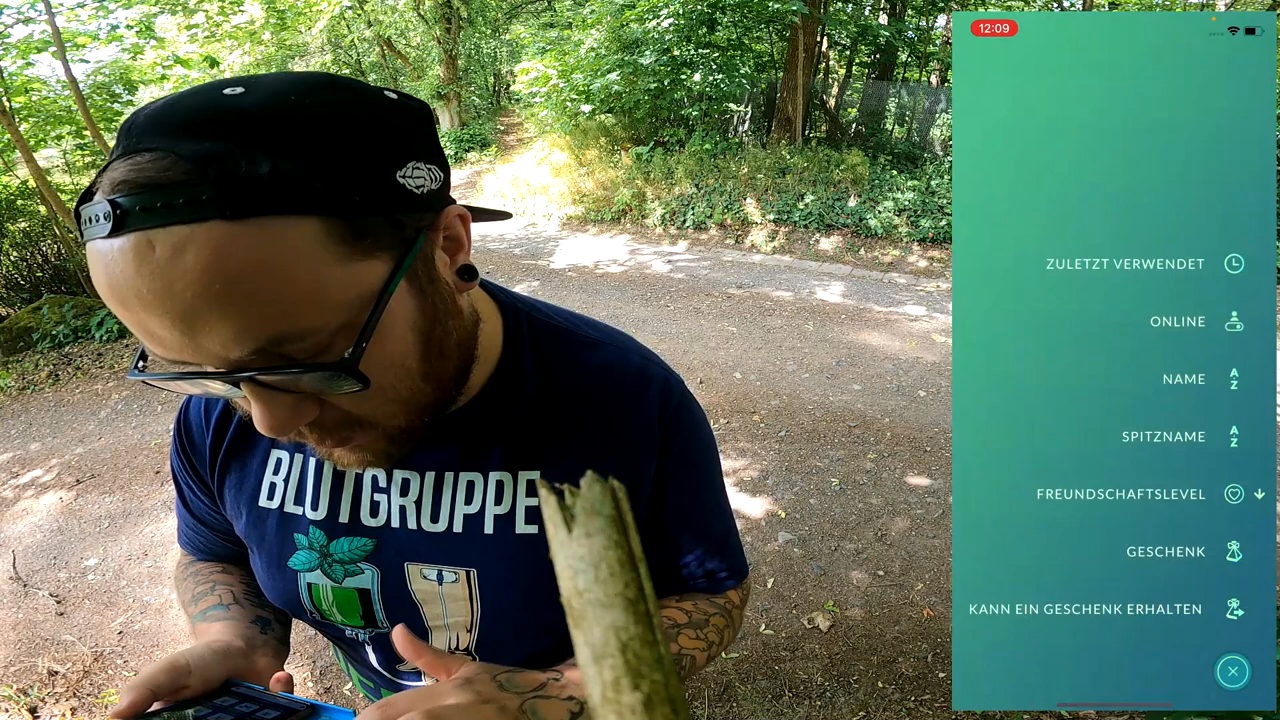 12:09
ZULETZT VERWENDET
ONLINE
NAME
A
Z
SPITZNAME
A
Z
FREUNDSCHAFTSLEVEL
GESCHENK
KANN EIN GESCHENK ERHALTEN
BLUTGRUPPE